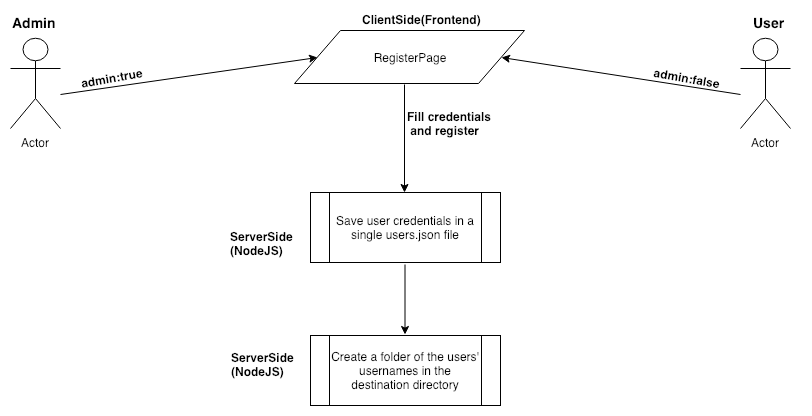 Admin
ClientSide(Frontend)
User
RegisterPage
admin:true
admin:false
Actor
Actor
Fill credentials
and register
Save user credentials in a
single users.json file
ServerSide
(NodeJS)
Create a folder of the users'
usernames in the
destination directory
ServerSide
(NodeJS)